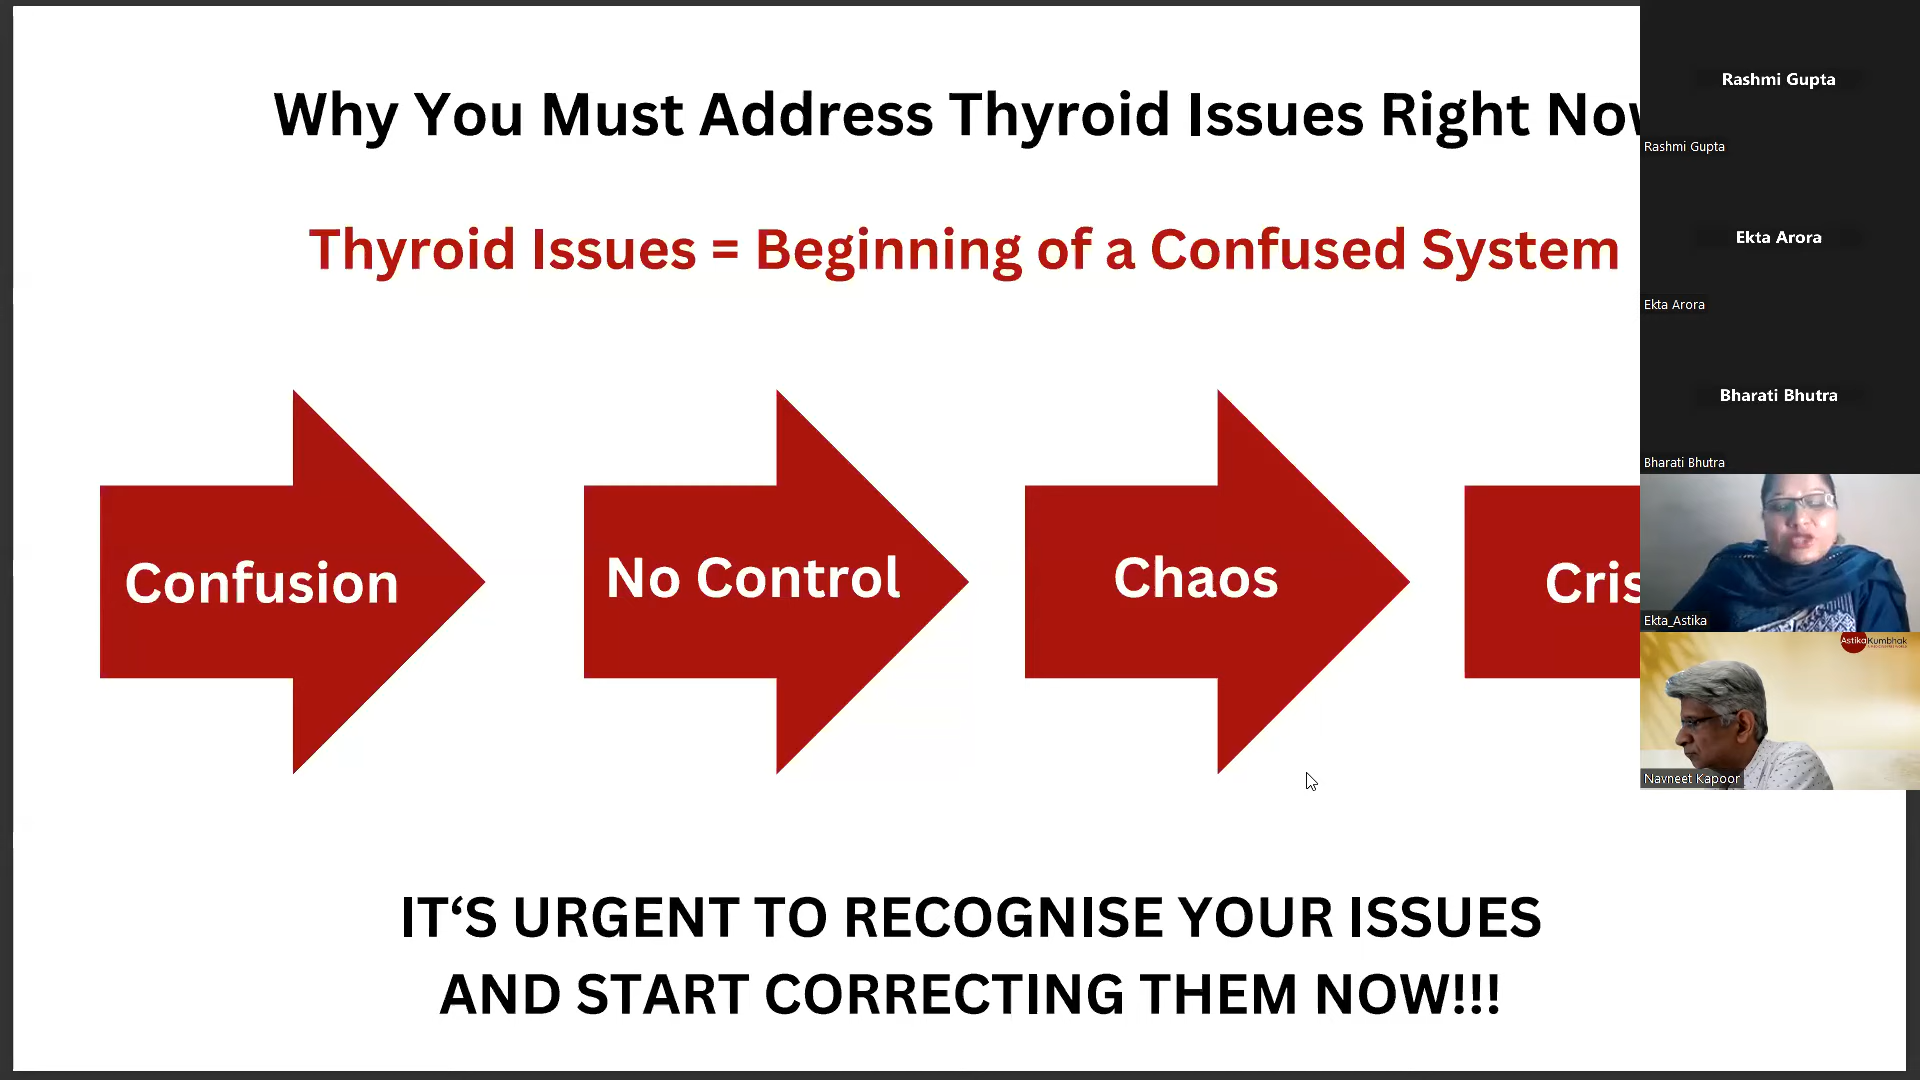 Why You Must Address Thyroid Issues Right Now
Thyroid Issues = Beginning of a Confused System
Confusion
No Control
Chaos
Cris
IT‘S URGENT TO RECOGNISE YOUR ISSUES
AND START CORRECTING THEM NOW!!!
Rashmi Gupta
Rashmi Gupta
Ekta Arora
Ekta Arora
Bharati Bhutra
Bharati Bhutra
Ekta_Astika
AstikaKumbhak
Navneet Kapoor